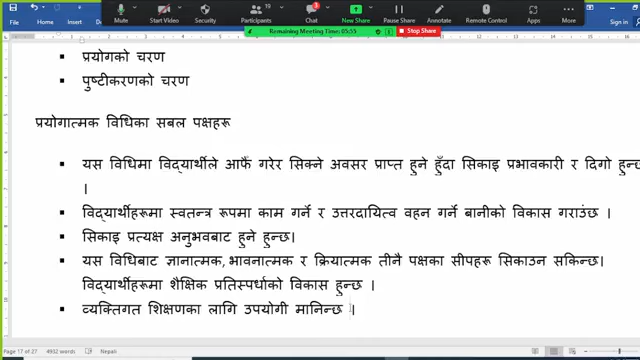 Mute
Start Video
Security
Participants 19
Chat 3
New Share
Pause Share
Annotate
Remote Control
Apps
More
Remaining Meeting Time: 05:55
Stop Share
प्रयोगको चरण
पुष्टीकरणको चरण
प्रयोगात्मक विधिका सबल पक्षहरू
यस विधिमा विद्यार्थीले आफैं गरेर सिक्ने अवसर प्राप्त हुने हुँदा सिकाइ प्रभावकारी र दिगो हुन्छ
।
विद्यार्थीहरूमा स्वतन्त्र रूपमा काम गर्ने र उत्तरदायित्व वहन गर्ने बानीको विकास गराउंछ ।
सिकाइ प्रत्यक्ष अनुभवबाट हुने हुन्छ।
यस विधिबाट ज्ञानात्मक, भावनात्मक र क्रियात्मक तीनै पक्षका सीपहरू सिकाउन सकिन्छ।
विद्यार्थीहरूमा शैक्षिक प्रतिस्पर्धाको विकास हुन्छ ।
व्यक्तिगत शिक्षणका लागि उपयोगी मानिन्छ ।
Page 17 of 27 4932 words Nepali